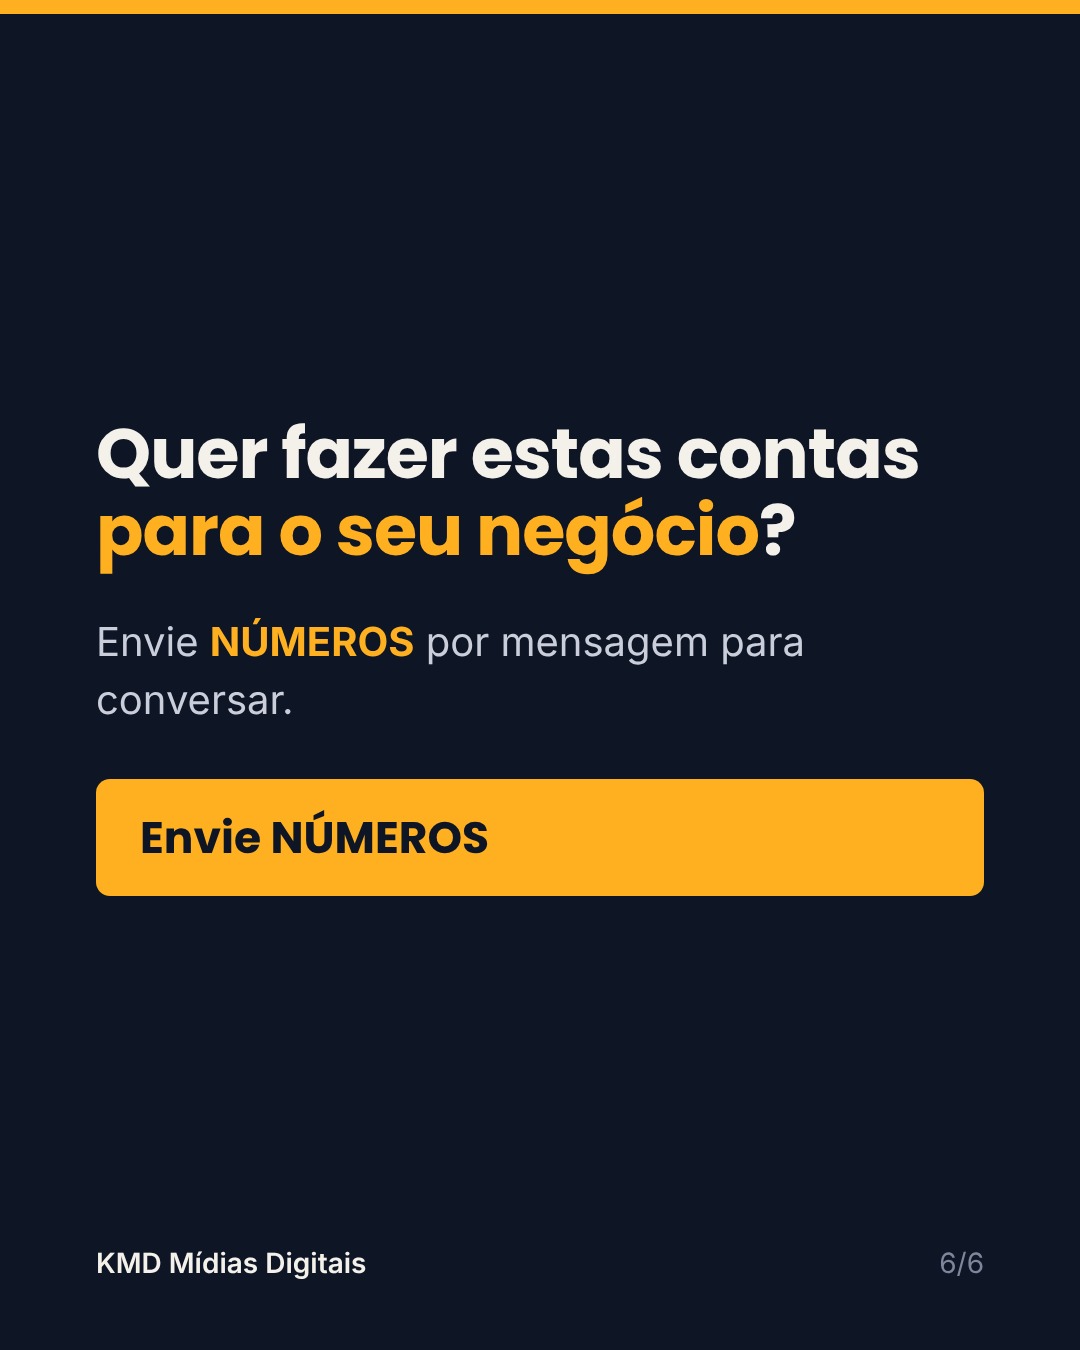 Quer fazer estas contas
para o seu negócio?
Envie NÚMEROS por mensagem para
conversar.
Envie NÚMEROS
KMD Mídias Digitais
6/6